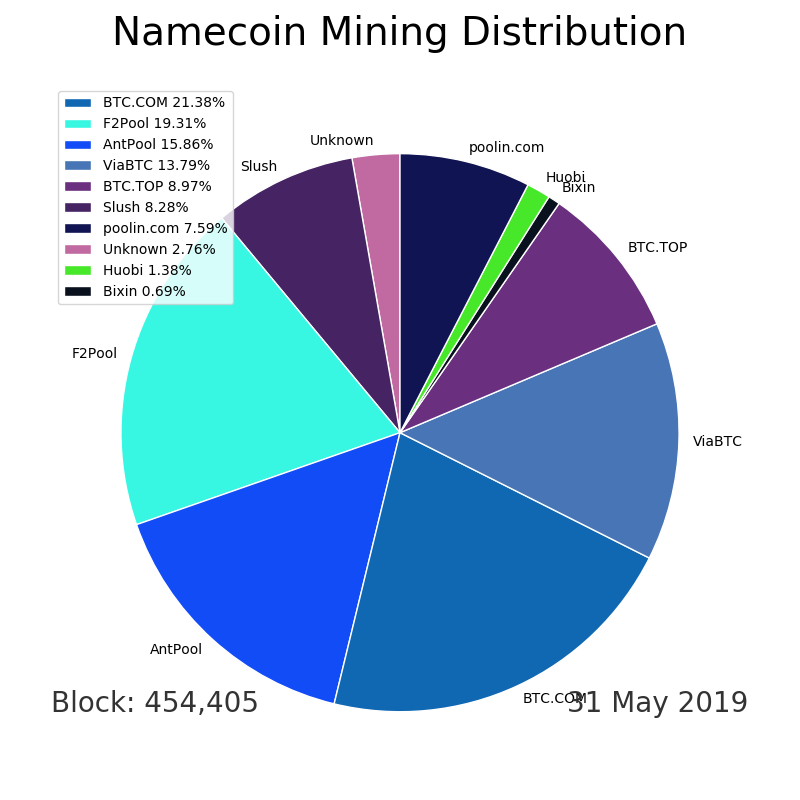 Namecoin Mining Distribution
BTC.COM 21.38%
F2Pool 19.31%
AntPool 15.86%
ViaBTC 13.79%
BTC.TOP 8.97%
Slush 8.28%
poolin.com 7.59%
Unknown 2.76%
Huobi 1.38%
Bixin 0.69%
Unknown
poolin.com
Slush
Huobi
Bixin
BTC.TOP
F2Pool
ViaBTC
AntPool
BTC.COM
Block: 454,405
31 May 2019